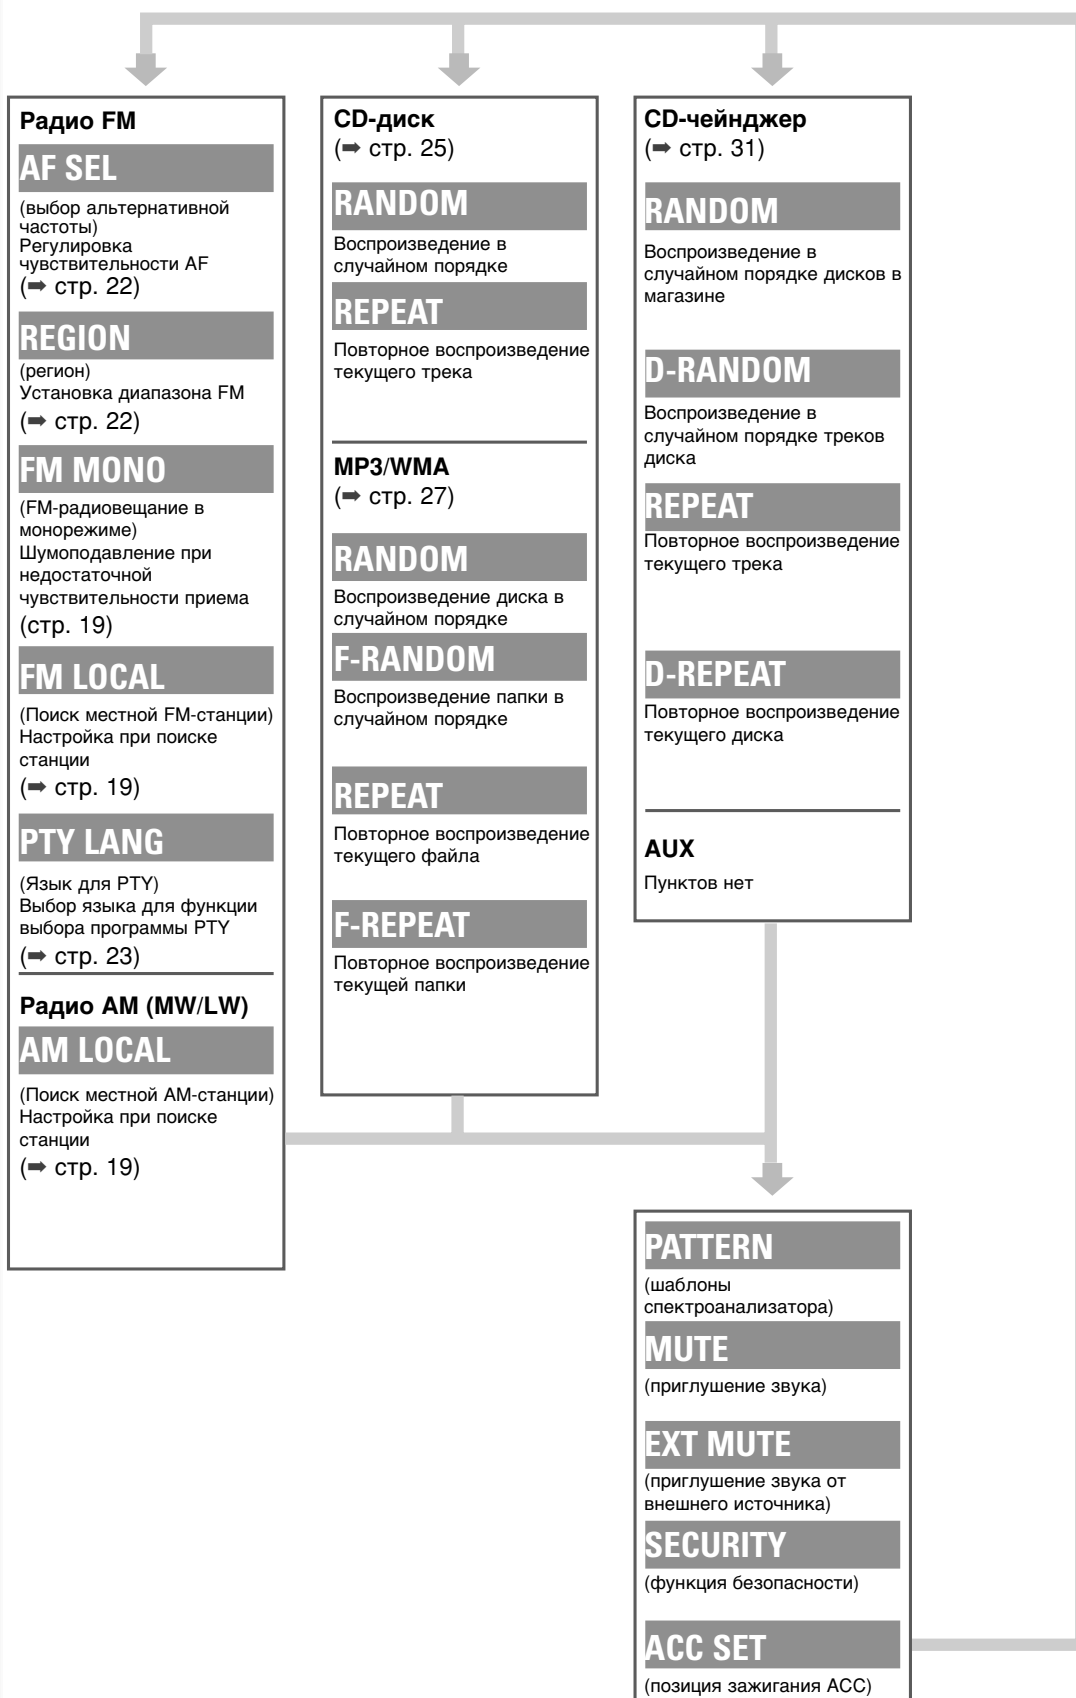 Радио FM
AF SEL
(выбор альтернативной
частоты)
Регулировка
чувствительности AF
(➡ стр. 22)
REGION
(регион)
Установка диапазона FM
(➡ стр. 22)
FM MONO
(FM-радиовещание в
монорежиме)
Шумоподавление при
недостаточной
чувствительности приема
(стр. 19)
FM LOCAL
(Поиск местной FM-станции)
Настройка при поиске
станции
(➡ стр. 19)
PTY LANG
(Язык для PTY)
Выбор языка для функции
выбора программы PTY
(➡ стр. 23)
Радио AM (MW/LW)
AM LOCAL
(Поиск местной AM-станции)
Настройка при поиске
станции
(➡ стр. 19)
CD-диск
(➡ стр. 25)
RANDOM
Воспроизведение в
случайном порядке
REPEAT
Повторное воспроизведение
текущего трека
MP3/WMA
(➡ стр. 27)
RANDOM
Воспроизведение диска в
случайном порядке
F-RANDOM
Воспроизведение папки в
случайном порядке
REPEAT
Повторное воспроизведение
текущего файла
F-REPEAT
Повторное воспроизведение
текущей папки
CD-чейнджер
(➡ стр. 31)
RANDOM
Воспроизведение в
случайном порядке дисков в
магазине
D-RANDOM
Воспроизведение в
случайном порядке треков
диска
REPEAT
Повторное воспроизведение
текущего трека
D-REPEAT
Повторное воспроизведение
текущего диска
AUX
Пунктов нет
PATTERN
(шаблоны
спектроанализатора)
MUTE
(приглушение звука)
EXT MUTE
(приглушение звука от
внешнего источника)
SECURITY
(функция безопасности)
ACC SET
(позиция зажигания ACC)